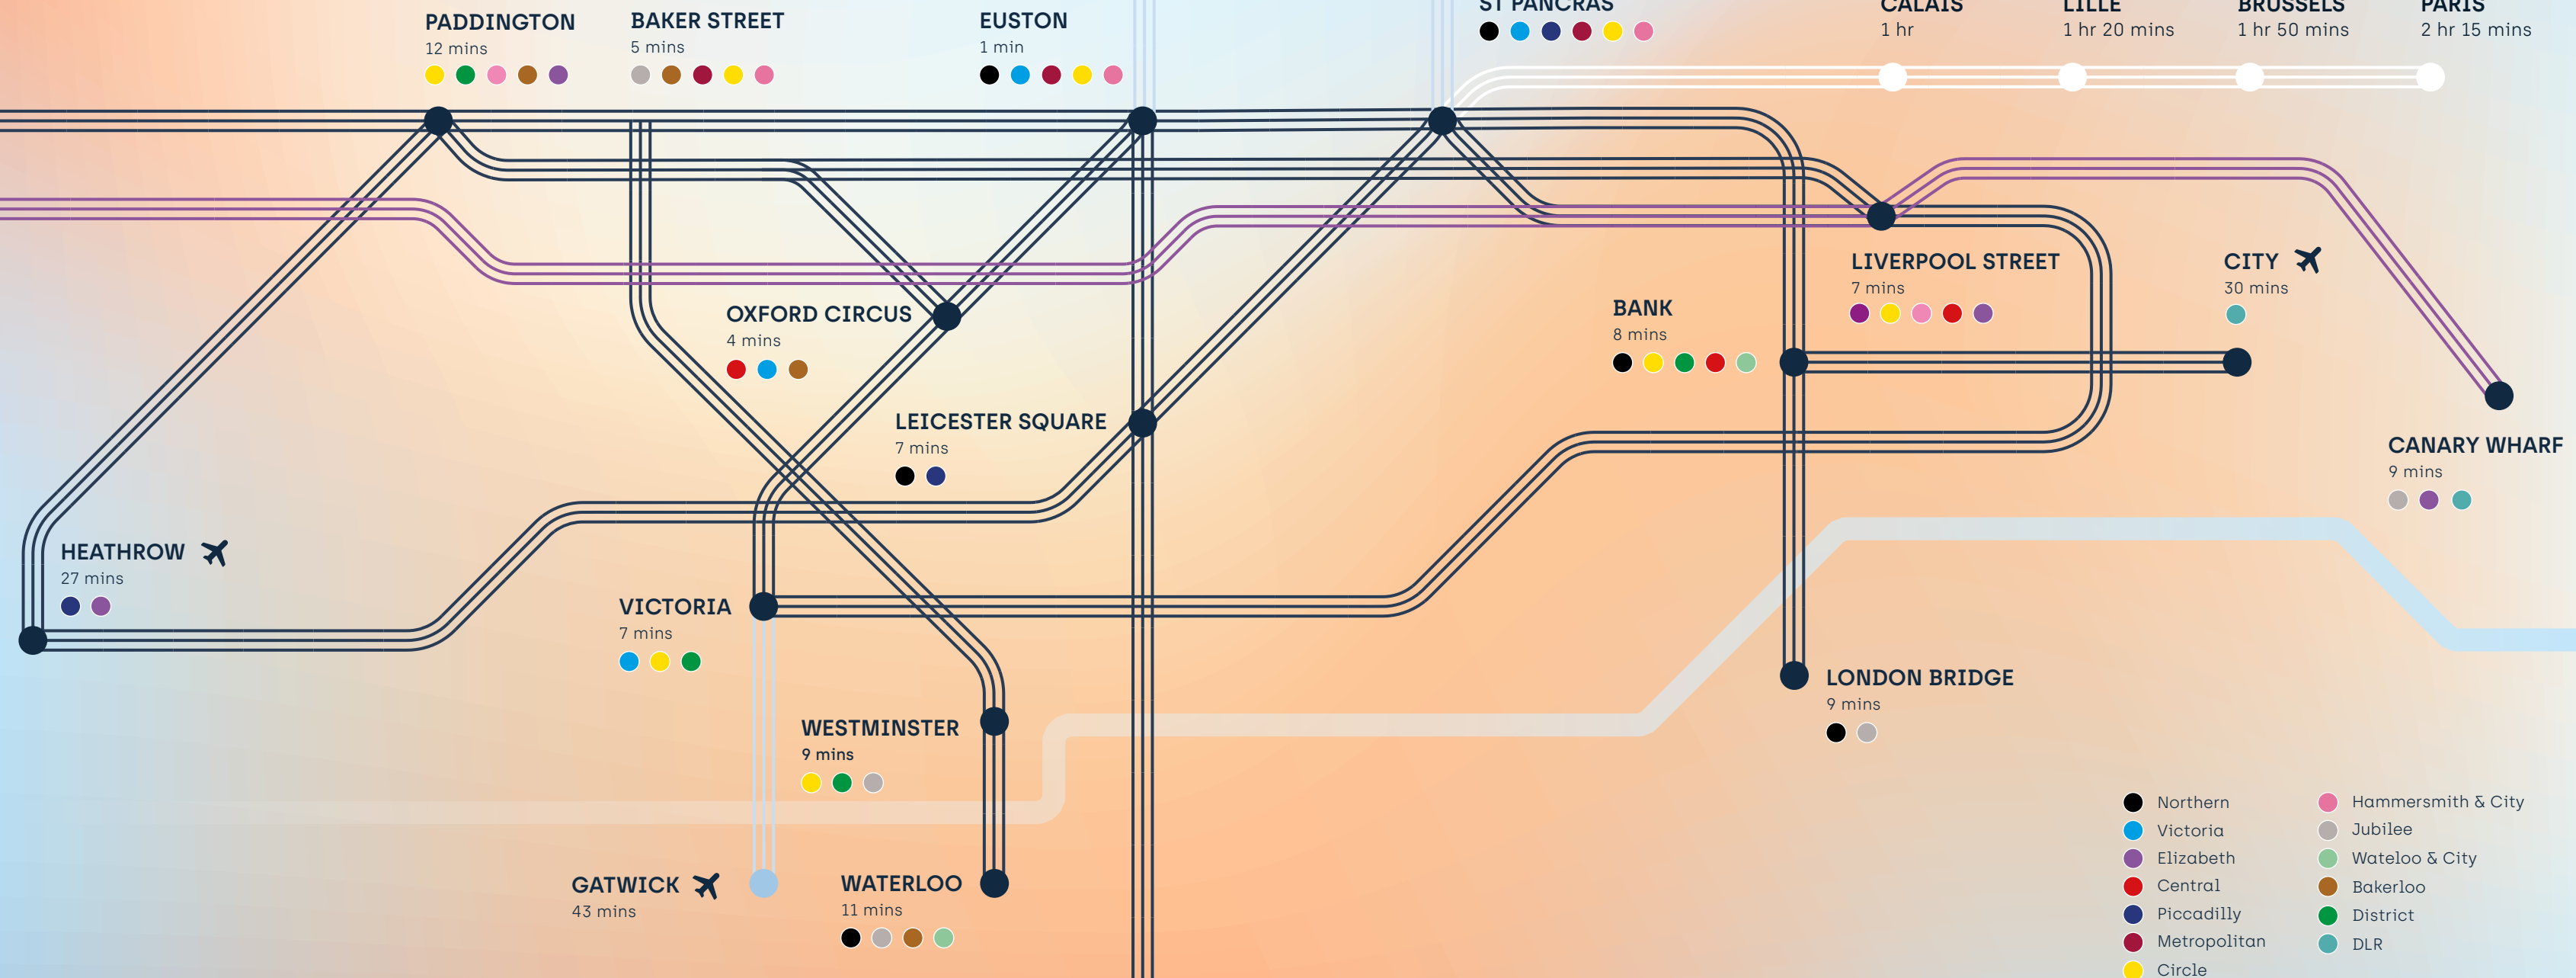 PADDINGTON
12 mins
BAKER STREET
5 mins
EUSTON
1 min
ST PANCRAS
CALAIS
1 hr
LILLE
1 hr 20 mins
BRUSSELS
1 hr 50 mins
PARIS
2 hr 15 mins
OXFORD CIRCUS
4 mins
LEICESTER SQUARE
7 mins
BANK
8 mins
LIVERPOOL STREET
7 mins
CITY
30 mins
CANARY WHARF
9 mins
HEATHROW
27 mins
VICTORIA
7 mins
WESTMINSTER
9 mins
LONDON BRIDGE
9 mins
GATWICK
43 mins
WATERLOO
11 mins
Northern
Victoria
Elizabeth
Central
Piccadilly
Metropolitan
Circle
Hammersmith & City
Jubilee
Wateloo & City
Bakerloo
District
DLR